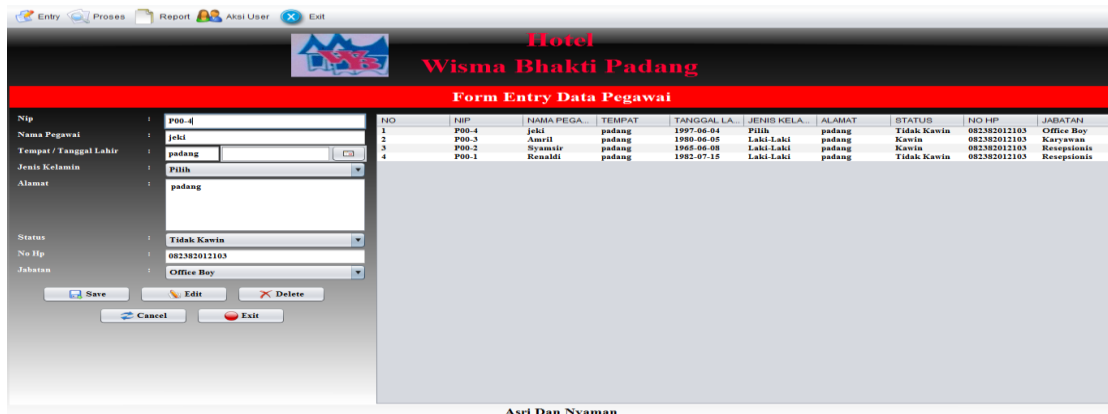 Entry Proses Report Aksi User Exit
Hotel
Wisma Bhakti Padang
Form Entry Data Pegawai
Nip : P00-4
Nama Pegawai : jeki
Tempat / Tanggal Lahir : padang
Jenis Kelamin : Pilih
Alamat : padang
Status : Tidak Kawin
No Hp : 082382012103
Jabatan : Office Boy
Save Edit Delete
Cancel Exit
NO NIP NAMA PEGA... TEMPAT TANGGAL LA... JENIS KELA... ALAMAT STATUS NO HP JABATAN
1 P00-4 jeki padang 1997-06-04 Pilih padang Tidak Kawin 082382012103 Office Boy
2 P00-3 Amril padang 1980-06-05 Laki-Laki padang Kawin 082382012103 Karyawan
3 P00-2 Syamsir padang 1965-06-08 Laki-Laki padang Kawin 082382012103 Resepsionis
4 P00-1 Renaldi padang 1982-07-15 Laki-Laki padang Tidak Kawin 082382012103 Resepsionis
Asri Dan Nyaman